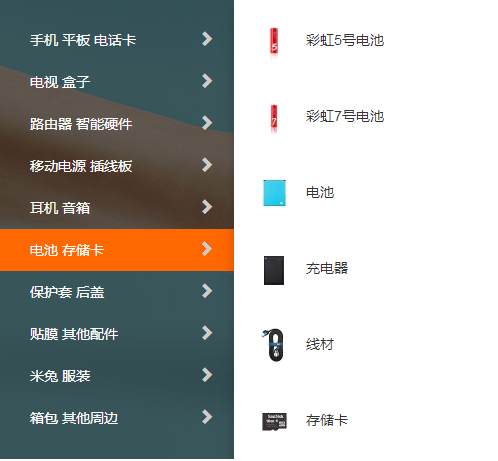 手机 平板 电话卡
电视 盒子
路由器 智能硬件
移动电源 插线板
耳机 音箱
电池 存储卡
保护套 后盖
贴膜 其他配件
米兔 服装
箱包 其他周边
5
彩虹5号电池
7
彩虹7号电池
电池
充电器
线材
SanDisk
存储卡